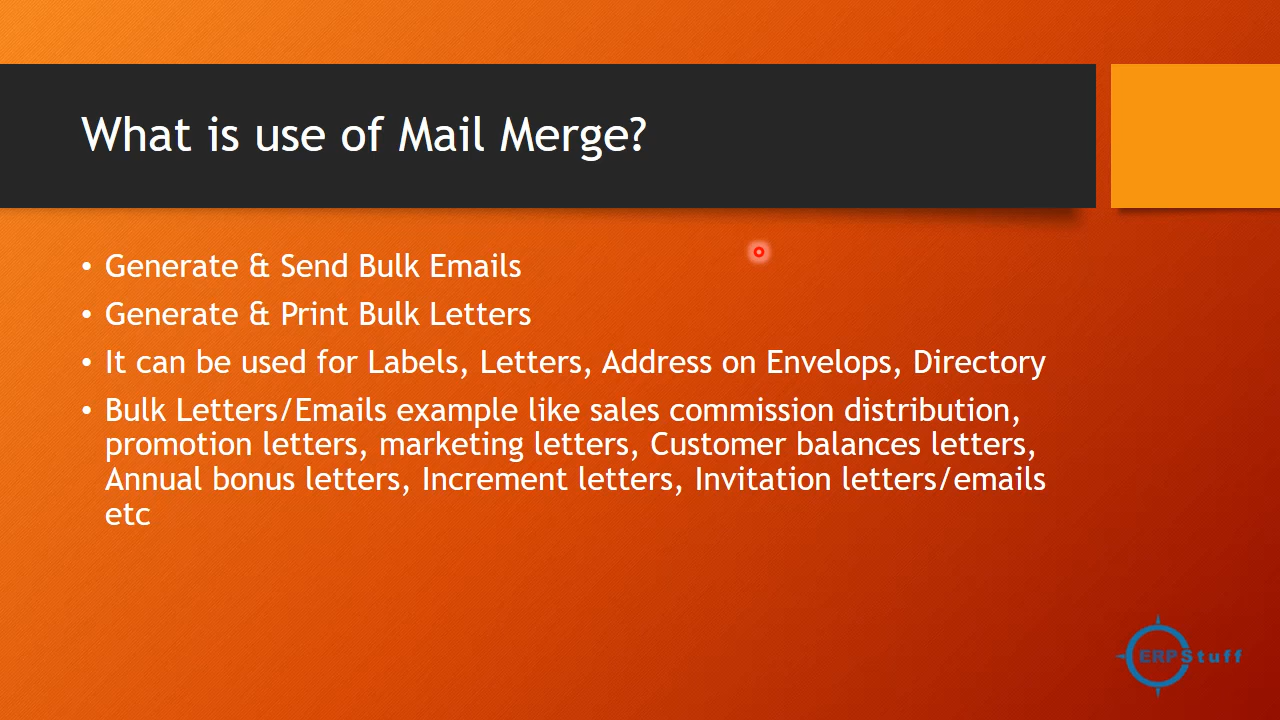 What is use of Mail Merge?
• Generate & Send Bulk Emails
• Generate & Print Bulk Letters
• It can be used for Labels, Letters, Address on Envelops, Directory
• Bulk Letters/Emails example like sales commission distribution,
promotion letters, marketing letters, Customer balances letters,
Annual bonus letters, Increment letters, Invitation letters/emails
etc
ERPStuff